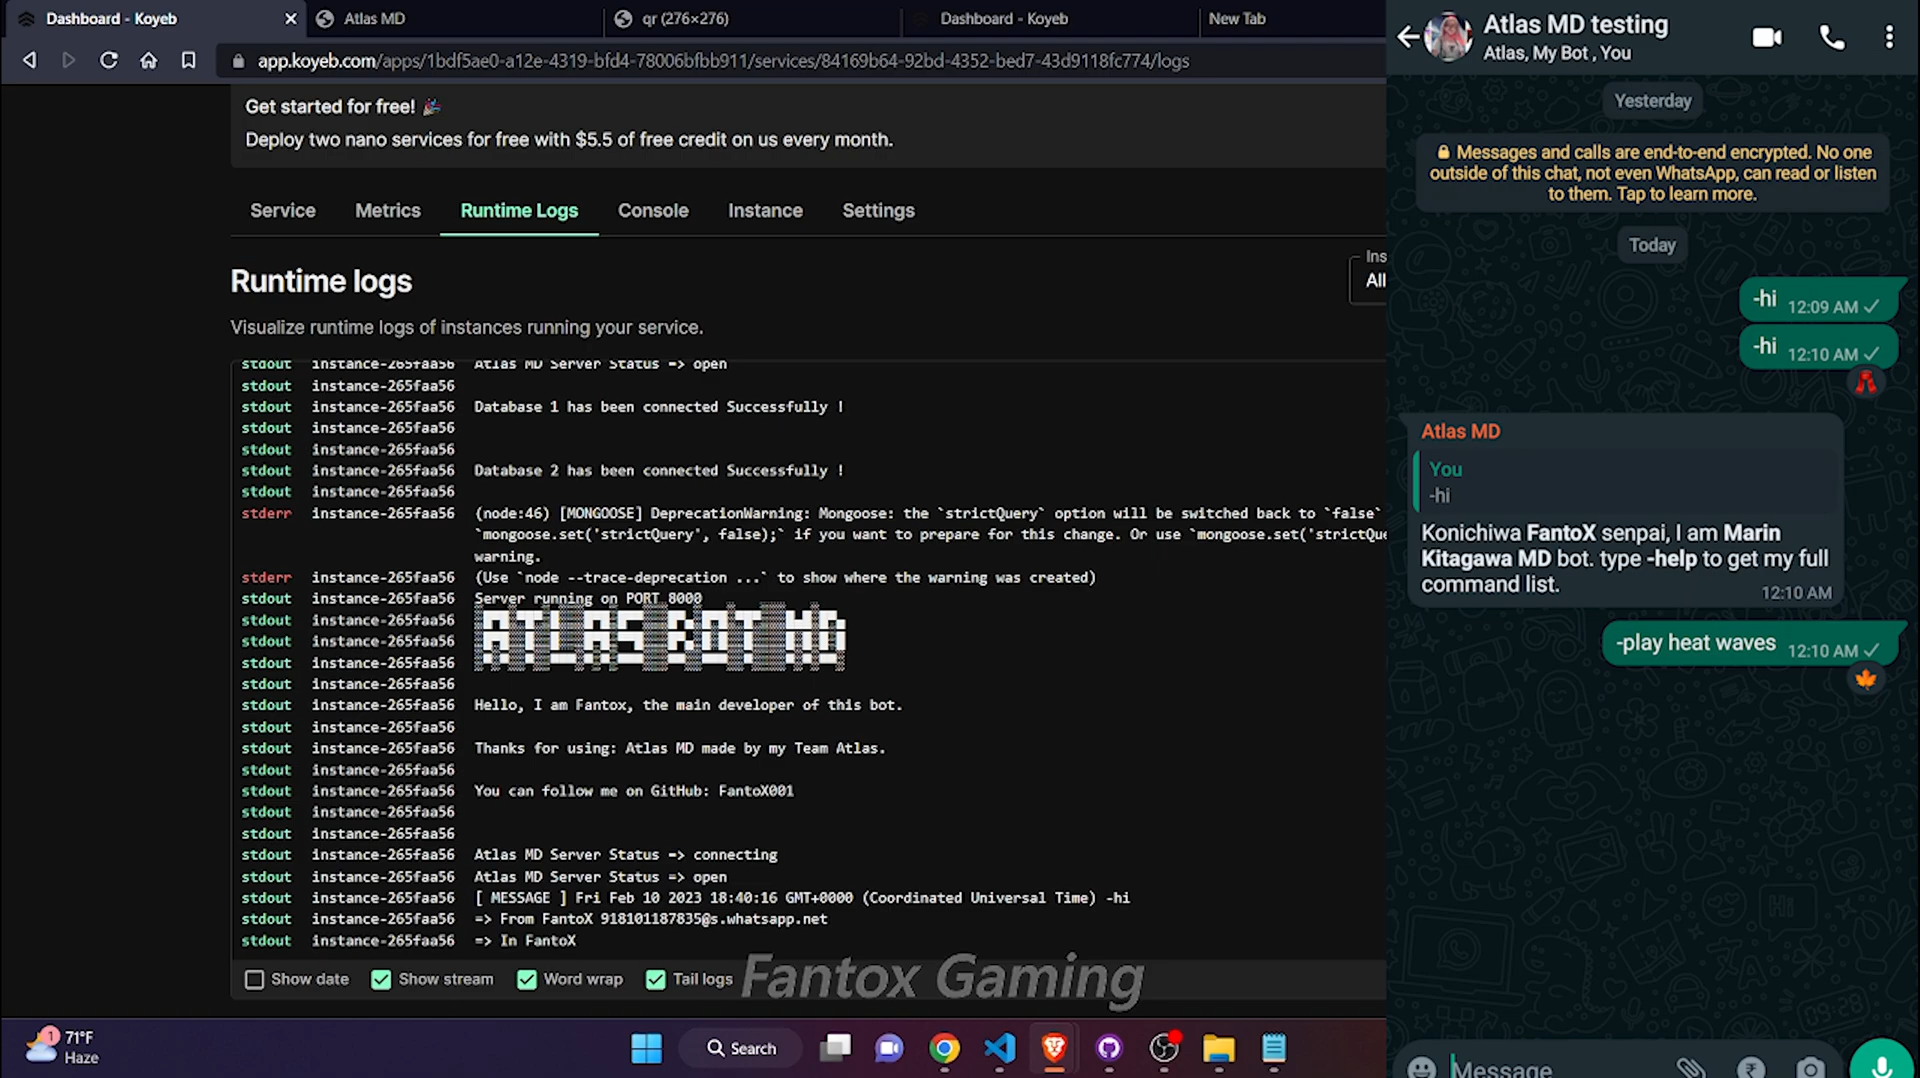 Dashboard - Koyeb
Atlas MD
qr (276×276)
Dashboard - Koyeb
New Tab
app.koyeb.com/apps/1bdf5ae0-a12e-4319-bfd4-78006bfbb911/services/84169b64-92bd-4352-bed7-43d9118fc774/logs
Get started for free! 🎉
Deploy two nano services for free with $5.5 of free credit on us every month.
Service Metrics Runtime Logs Console Instance Settings
Runtime logs
Ins
All
Visualize runtime logs of instances running your service.
stdout instance-265faa56 Atlas MD Server Status => open
stdout instance-265faa56
stdout instance-265faa56 Database 1 has been connected Successfully !
stdout instance-265faa56
stdout instance-265faa56
stdout instance-265faa56 Database 2 has been connected Successfully !
stdout instance-265faa56
stderr instance-265faa56 (node:46) [MONGOOSE] DeprecationWarning: Mongoose: the `strictQuery` option will be switched back to `false`
`mongoose.set('strictQuery', false);` if you want to prepare for this change. Or use `mongoose.set('strictQue
warning.
stderr instance-265faa56 (Use `node --trace-deprecation ...` to show where the warning was created)
stdout instance-265faa56 Server running on PORT 8000
stdout instance-265faa56
stdout instance-265faa56 ATLAS BOT MD
stdout instance-265faa56
stdout instance-265faa56
stdout instance-265faa56 Hello, I am Fantox, the main developer of this bot.
stdout instance-265faa56
stdout instance-265faa56 Thanks for using: Atlas MD made by my Team Atlas.
stdout instance-265faa56
stdout instance-265faa56 You can follow me on GitHub: FantoX001
stdout instance-265faa56
stdout instance-265faa56
stdout instance-265faa56 Atlas MD Server Status => connecting
stdout instance-265faa56 Atlas MD Server Status => open
stdout instance-265faa56 [ MESSAGE ] Fri Feb 10 2023 18:40:16 GMT+0000 (Coordinated Universal Time) -hi
stdout instance-265faa56 => From FantoX 918101187835@s.whatsapp.net
stdout instance-265faa56 => In FantoX
Show date Show stream Word wrap Tail logs
Fantox Gaming
1
71°F
Haze
Search
Atlas MD testing
Atlas, My Bot , You
Yesterday
🔒 Messages and calls are end-to-end encrypted. No one
outside of this chat, not even WhatsApp, can read or listen
to them. Tap to learn more.
Today
-hi 12:09 AM ✓
-hi 12:10 AM ✓
Atlas MD
You
-hi
Konichiwa FantoX senpai, I am Marin
Kitagawa MD bot. type -help to get my full
command list.
12:10 AM
-play heat waves 12:10 AM ✓
Message